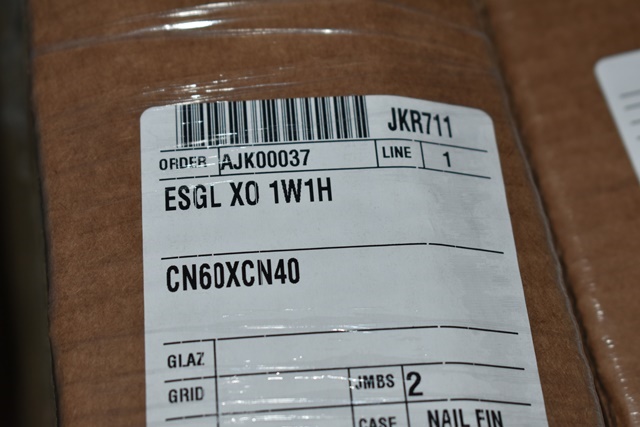 JKR711
ORDER AJK00037 LINE 1
ESGL XO 1W1H
CN60XCN40
GLAZ
GRID JMBS 2
CASE NAIL FIN